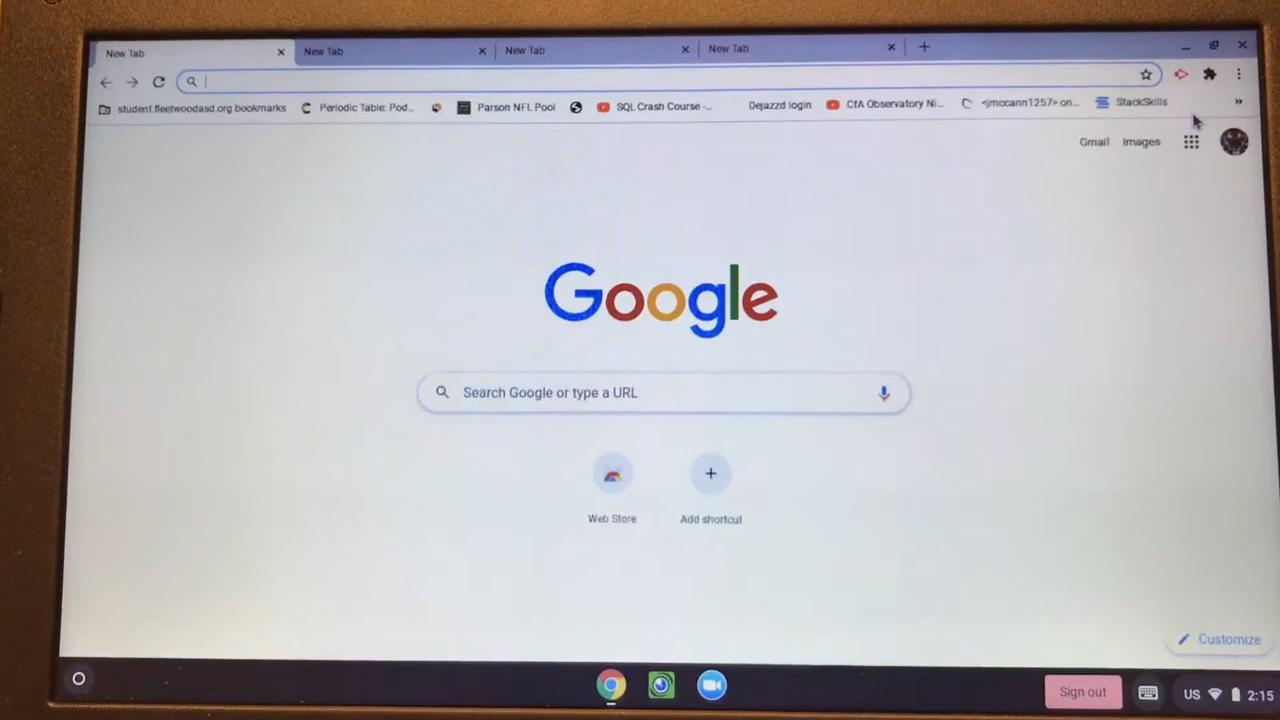 New Tab New Tab New Tab New Tab
student.fleetwoodasd.org bookmarks Periodic Table: Pod... Parson NFL Pool SQL Crash Course -... Dejazzd login CfA Observatory Ni... <jmccann1257> on... StackSkills
Gmail Images
Google
Search Google or type a URL
Web Store Add shortcut
Customize
Sign out US 2:15